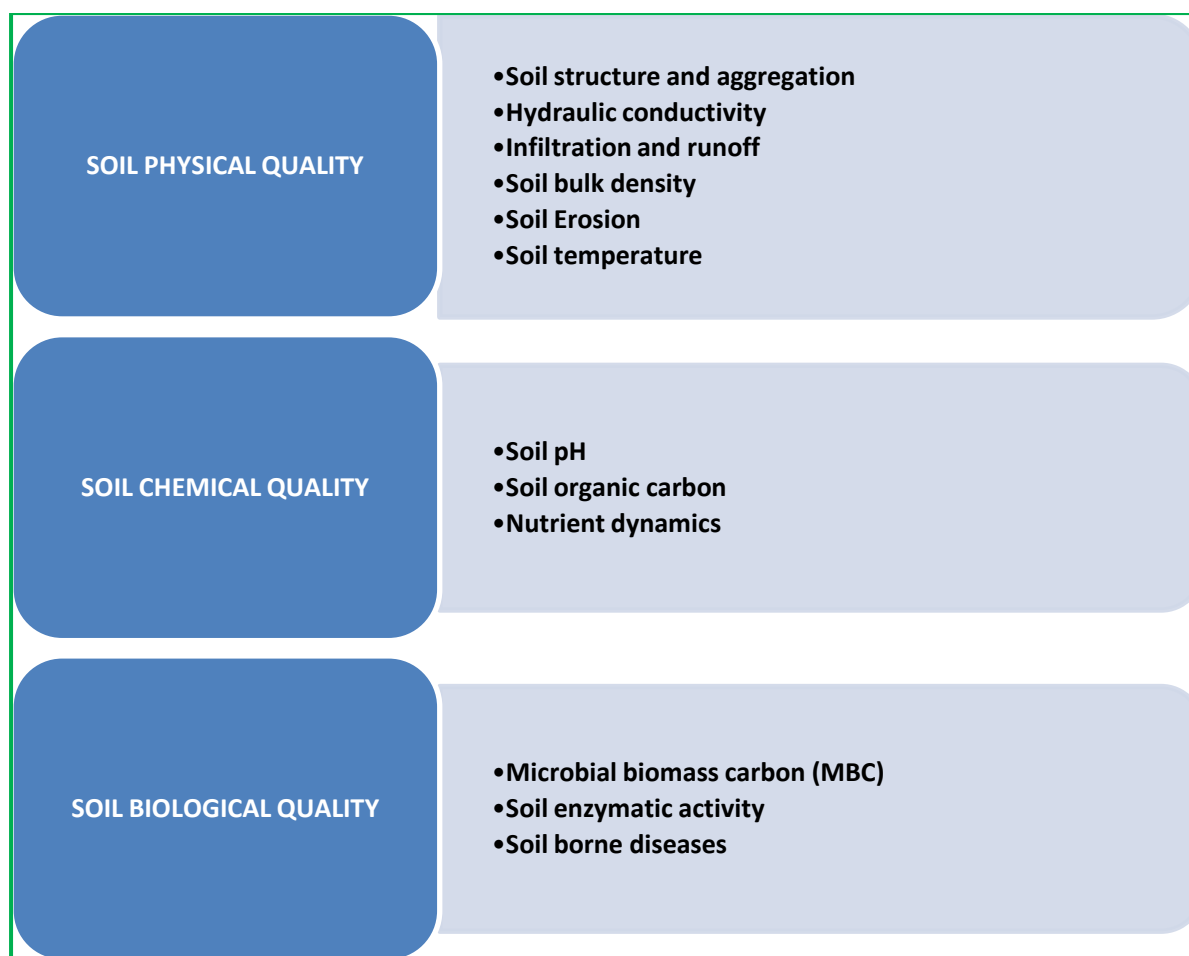 SOIL PHYSICAL QUALITY
•Soil structure and aggregation
•Hydraulic conductivity
•Infiltration and runoff
•Soil bulk density
•Soil Erosion
•Soil temperature
SOIL CHEMICAL QUALITY
•Soil pH
•Soil organic carbon
•Nutrient dynamics
SOIL BIOLOGICAL QUALITY
•Microbial biomass carbon (MBC)
•Soil enzymatic activity
•Soil borne diseases